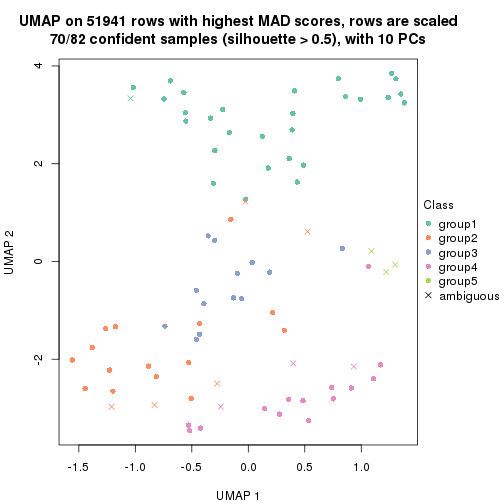 UMAP on 51941 rows with highest MAD scores, rows are scaled
70/82 confident samples (silhouette > 0.5), with 10 PCs
4
2
0
-2
UMAP 2
-1.5 -1.0 -0.5 0.0 0.5 1.0
UMAP 1
Class
group1
group2
group3
group4
group5
ambiguous